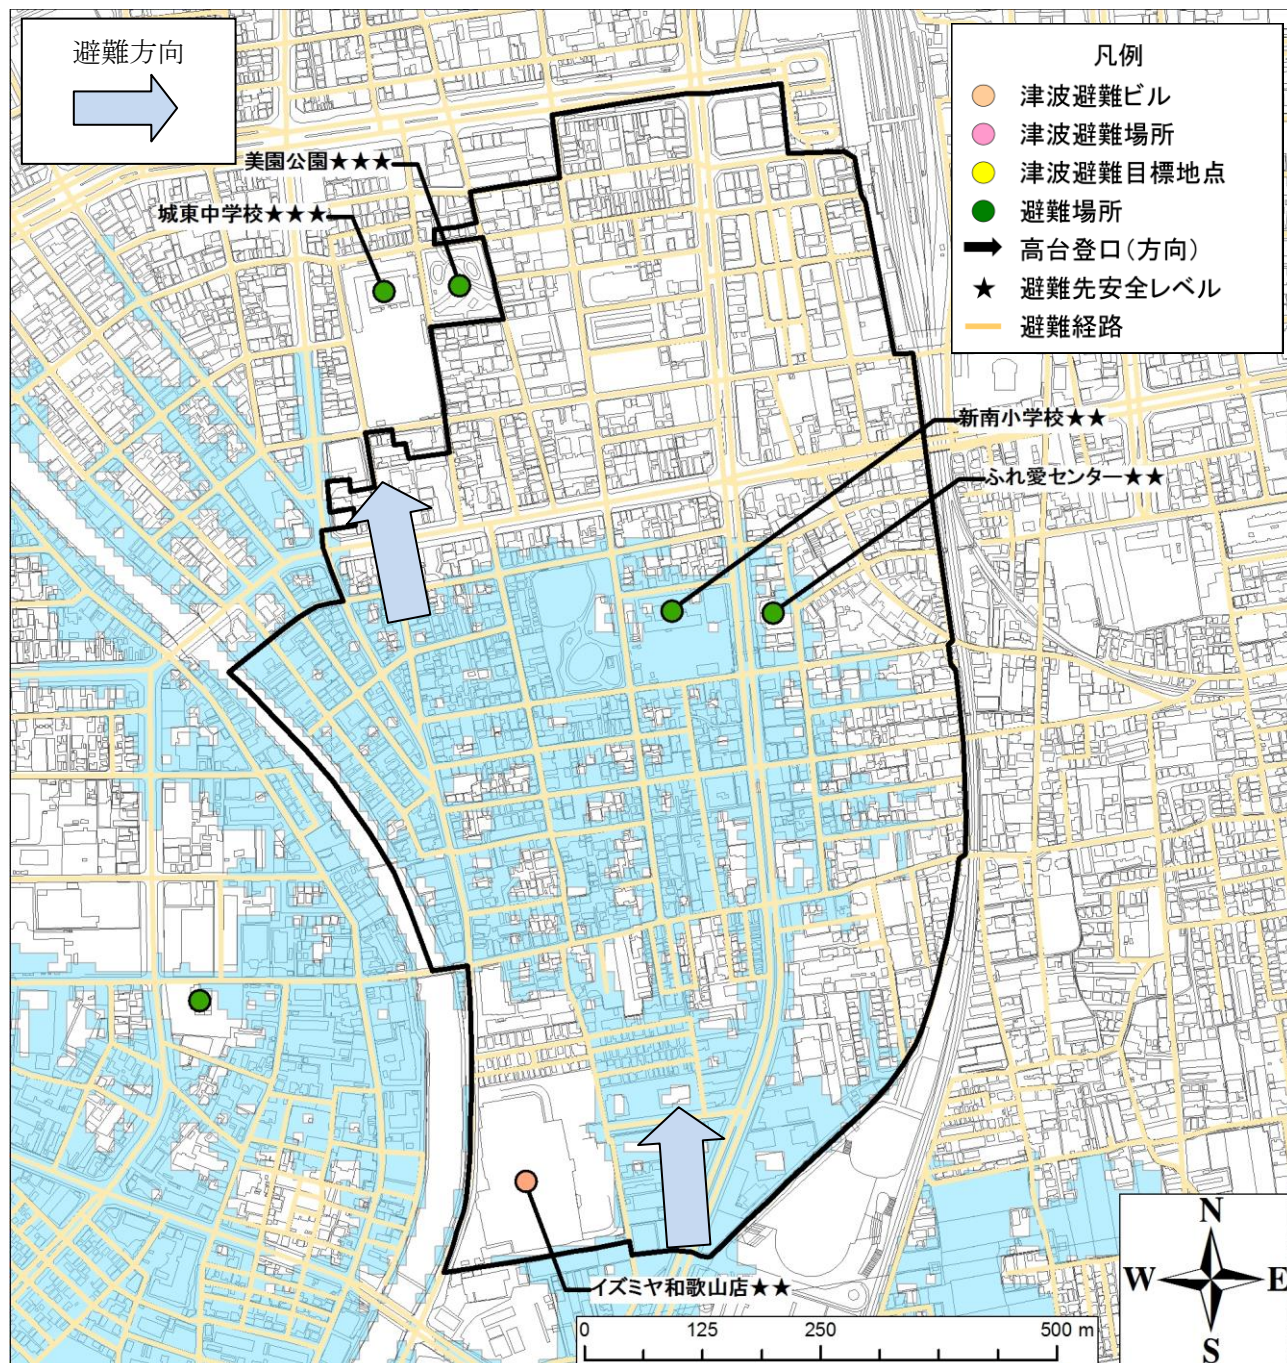 避難方向
凡例
津波避難ビル
津波避難場所
津波避難目標地点
避難場所
高台登口(方向)
★ 避難先安全レベル
避難経路
美園公園★★★
城東中学校★★★
新南小学校★★
ふれ愛センター★★
イズミヤ和歌山店★★
N
W E
S
0 125 250 500 m